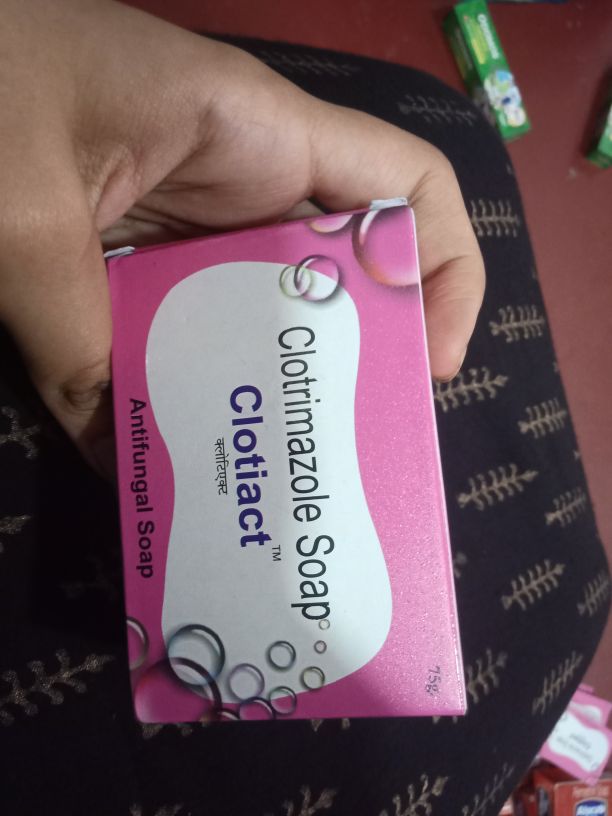 Clotrimazole Soap
Clotiact™
क्लोटिएक्ट
Antifungal Soap
75g